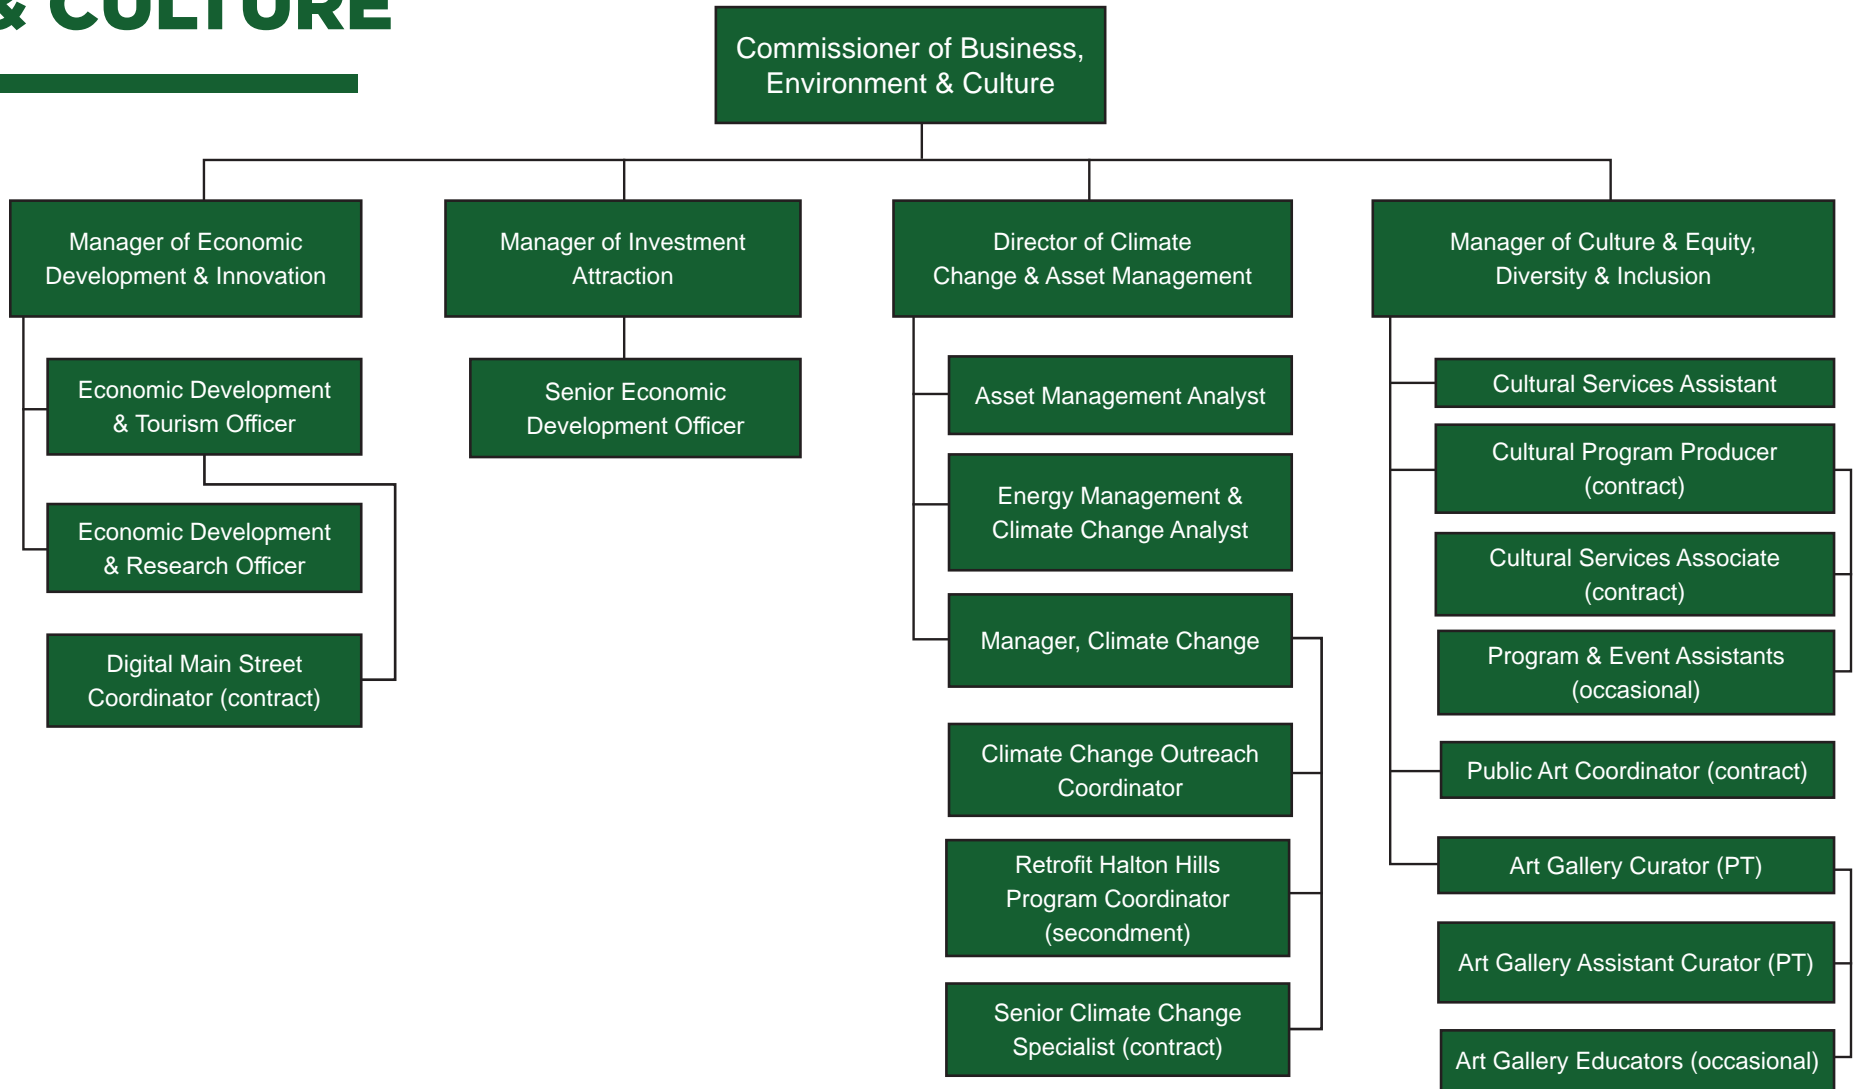 & CULTURE
Commissioner of Business,
Environment & Culture
Manager of Economic
Development & Innovation
Economic Development
& Tourism Officer
Economic Development
& Research Officer
Digital Main Street
Coordinator (contract)
Manager of Investment
Attraction
Senior Economic
Development Officer
Director of Climate
Change & Asset Management
Asset Management Analyst
Energy Management &
Climate Change Analyst
Manager, Climate Change
Climate Change Outreach
Coordinator
Retrofit Halton Hills
Program Coordinator
(secondment)
Senior Climate Change
Specialist (contract)
Manager of Culture & Equity,
Diversity & Inclusion
Cultural Services Assistant
Cultural Program Producer
(contract)
Cultural Services Associate
(contract)
Program & Event Assistants
(occasional)
Public Art Coordinator (contract)
Art Gallery Curator (PT)
Art Gallery Assistant Curator (PT)
Art Gallery Educators (occasional)